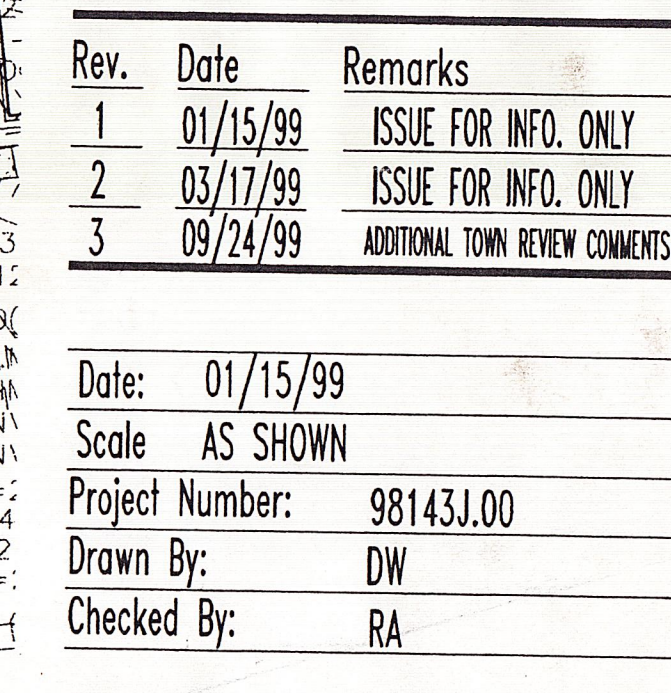 Rev. Date Remarks
1 01/15/99 ISSUE FOR INFO. ONLY
2 03/17/99 ISSUE FOR INFO. ONLY
3 09/24/99 ADDITIONAL TOWN REVIEW COMMENTS
Date: 01/15/99
Scale AS SHOWN
Project Number: 98143J.00
Drawn By: DW
Checked By: RA